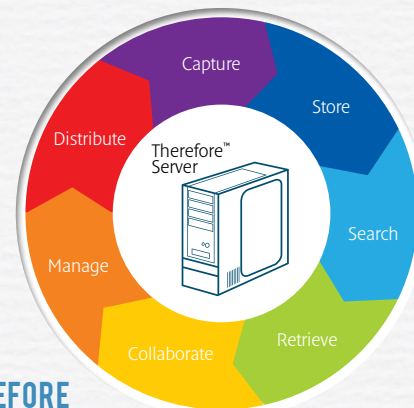 Capture
Store
Distribute
Therefore™
Server
Search
Manage
Retrieve
Collaborate
EFORE